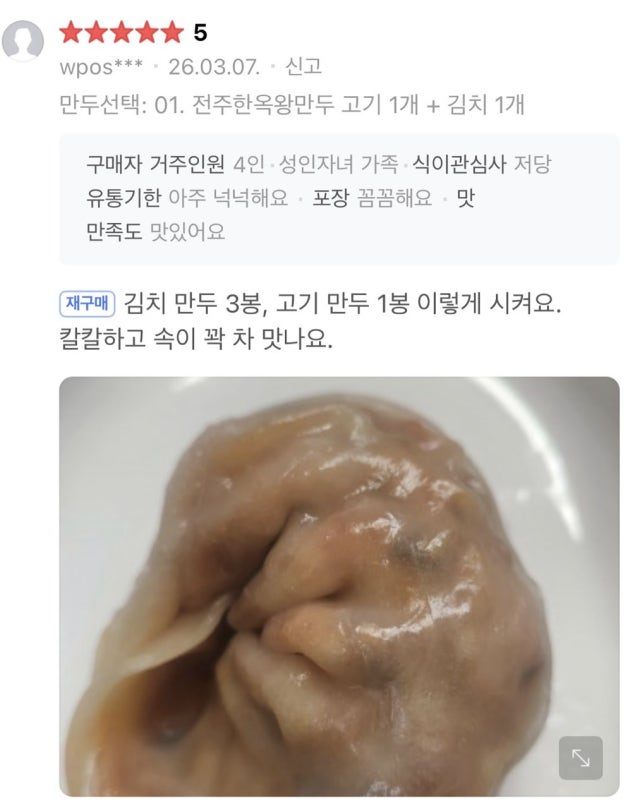 ★★★★★ 5
wpos*** · 26.03.07. · 신고
만두선택: 01. 전주한옥왕만두 고기 1개 + 김치 1개
구매자 거주인원 4인 · 성인자녀 가족 · 식이관심사 저당
유통기한 아주 넉넉해요 · 포장 꼼꼼해요 · 맛
만족도 맛있어요
재구매 김치 만두 3봉, 고기 만두 1봉 이렇게 시켜요.
칼칼하고 속이 꽉 차 맛나요.